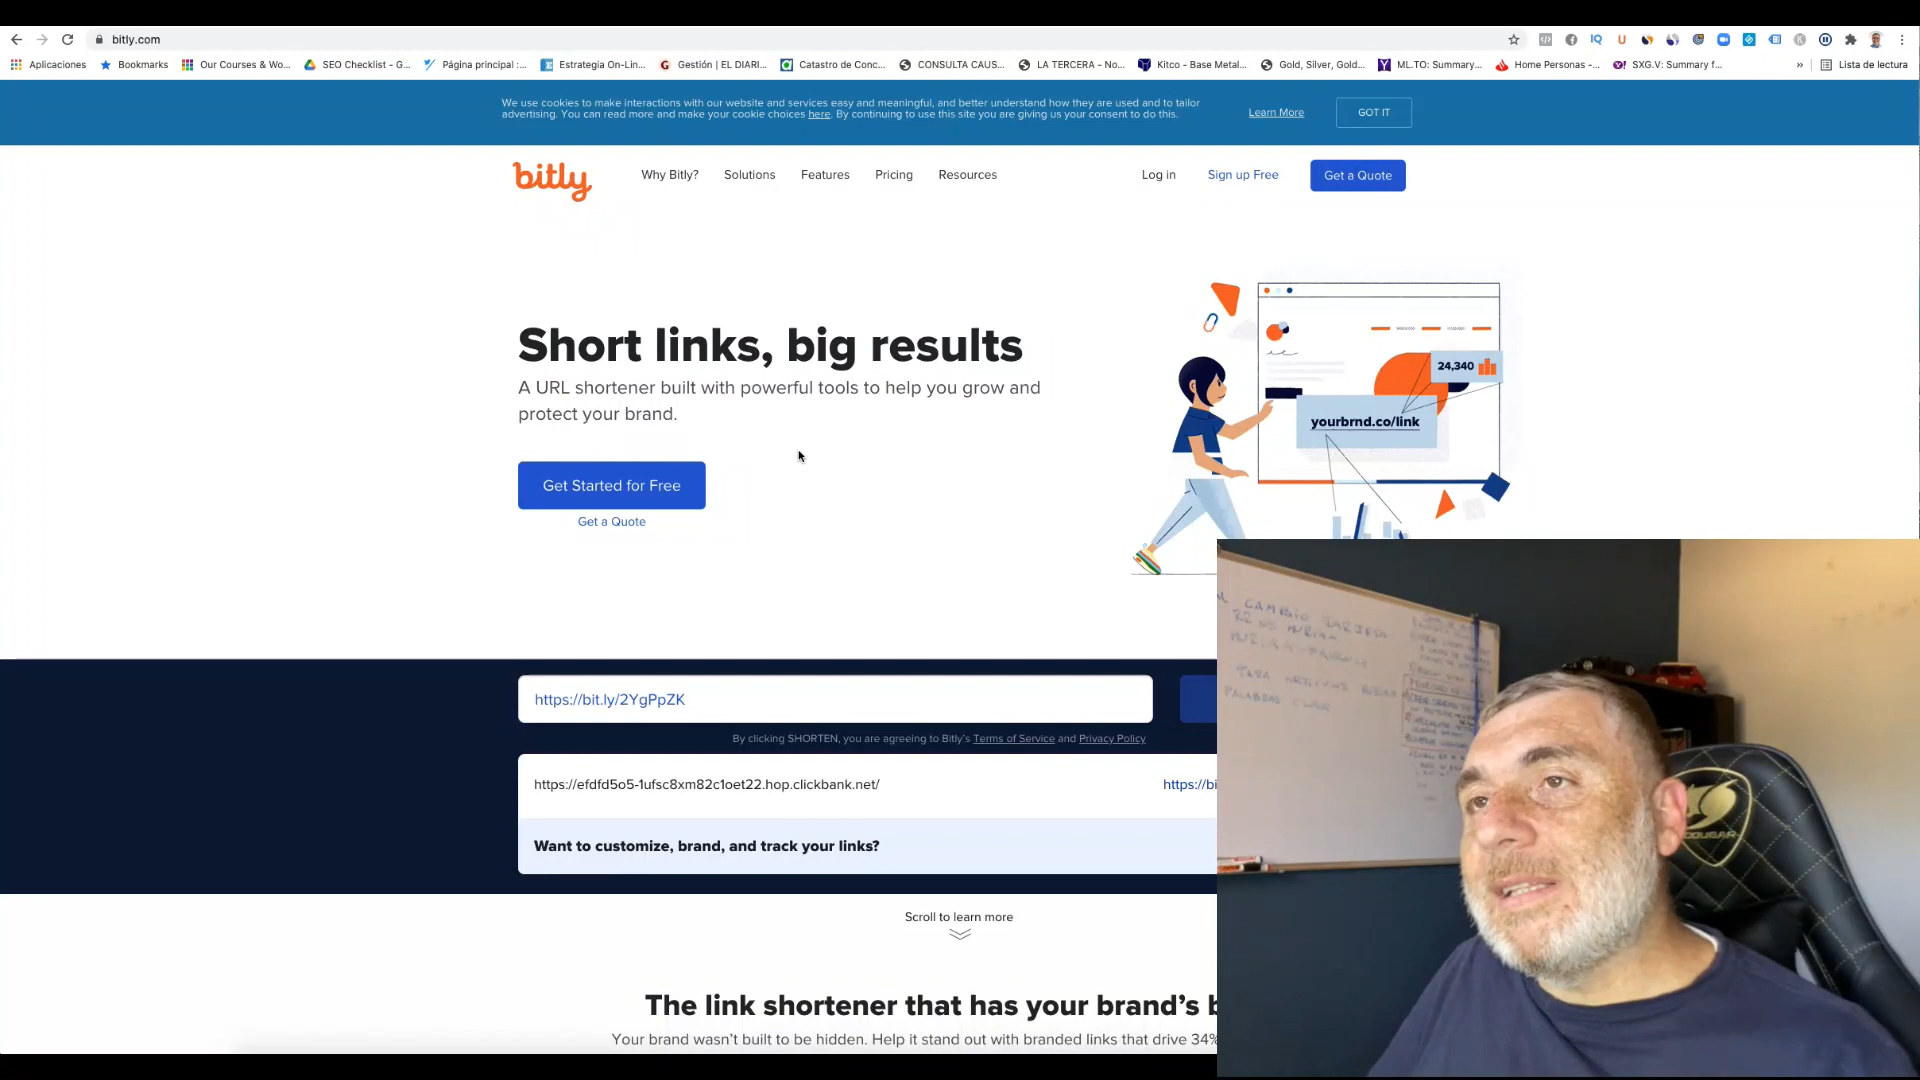 bitly.com
Aplicaciones
Bookmarks
Our Courses & Wo...
SEO Checklist - G...
Página principal :...
Estrategia On-Lin...
Gestión | EL DIARI...
Catastro de Conc...
CONSULTA CAUS...
LA TERCERA - No...
Kitco - Base Metal...
Gold, Silver, Gold...
ML.TO: Summary...
Home Personas -...
SXG.V: Summary f...
»
Lista de lectura
We use cookies to make interactions with our website and services easy and meaningful, and better understand how they are used and to tailor
advertising. You can read more and make your cookie choices here. By continuing to use this site you are giving us your consent to do this.
Learn More
GOT IT
bitly
Why Bitly?
Solutions
Features
Pricing
Resources
Log in
Sign up Free
Get a Quote
Short links, big results
A URL shortener built with powerful tools to help you grow and
protect your brand.
Get Started for Free
Get a Quote
24,340
yourbrnd.co/link
https://bit.ly/2YgPpZK
By clicking SHORTEN, you are agreeing to Bitly's Terms of Service and Privacy Policy
https://efdfd5o5-1ufsc8xm82c1oet22.hop.clickbank.net/
https://bi
Want to customize, brand, and track your links?
Scroll to learn more
The link shortener that has your brand's b
Your brand wasn't built to be hidden. Help it stand out with branded links that drive 34%
CAMBIO TARJETA
PALABRAS CLAVE
COUGAR